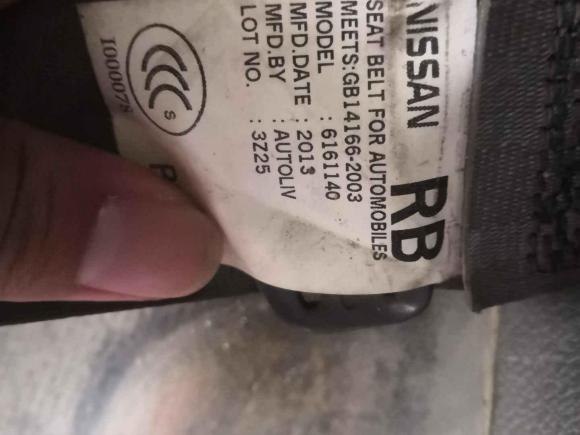 NISSAN RB
SEAT BELT FOR AUTOMOBILES
MEETS:GB14166-2003
MODEL : 6161140
MFD.DATE : 2013
MFD.BY : AUTOLIV
LOT NO. : 3Z25
CCC S
I000078